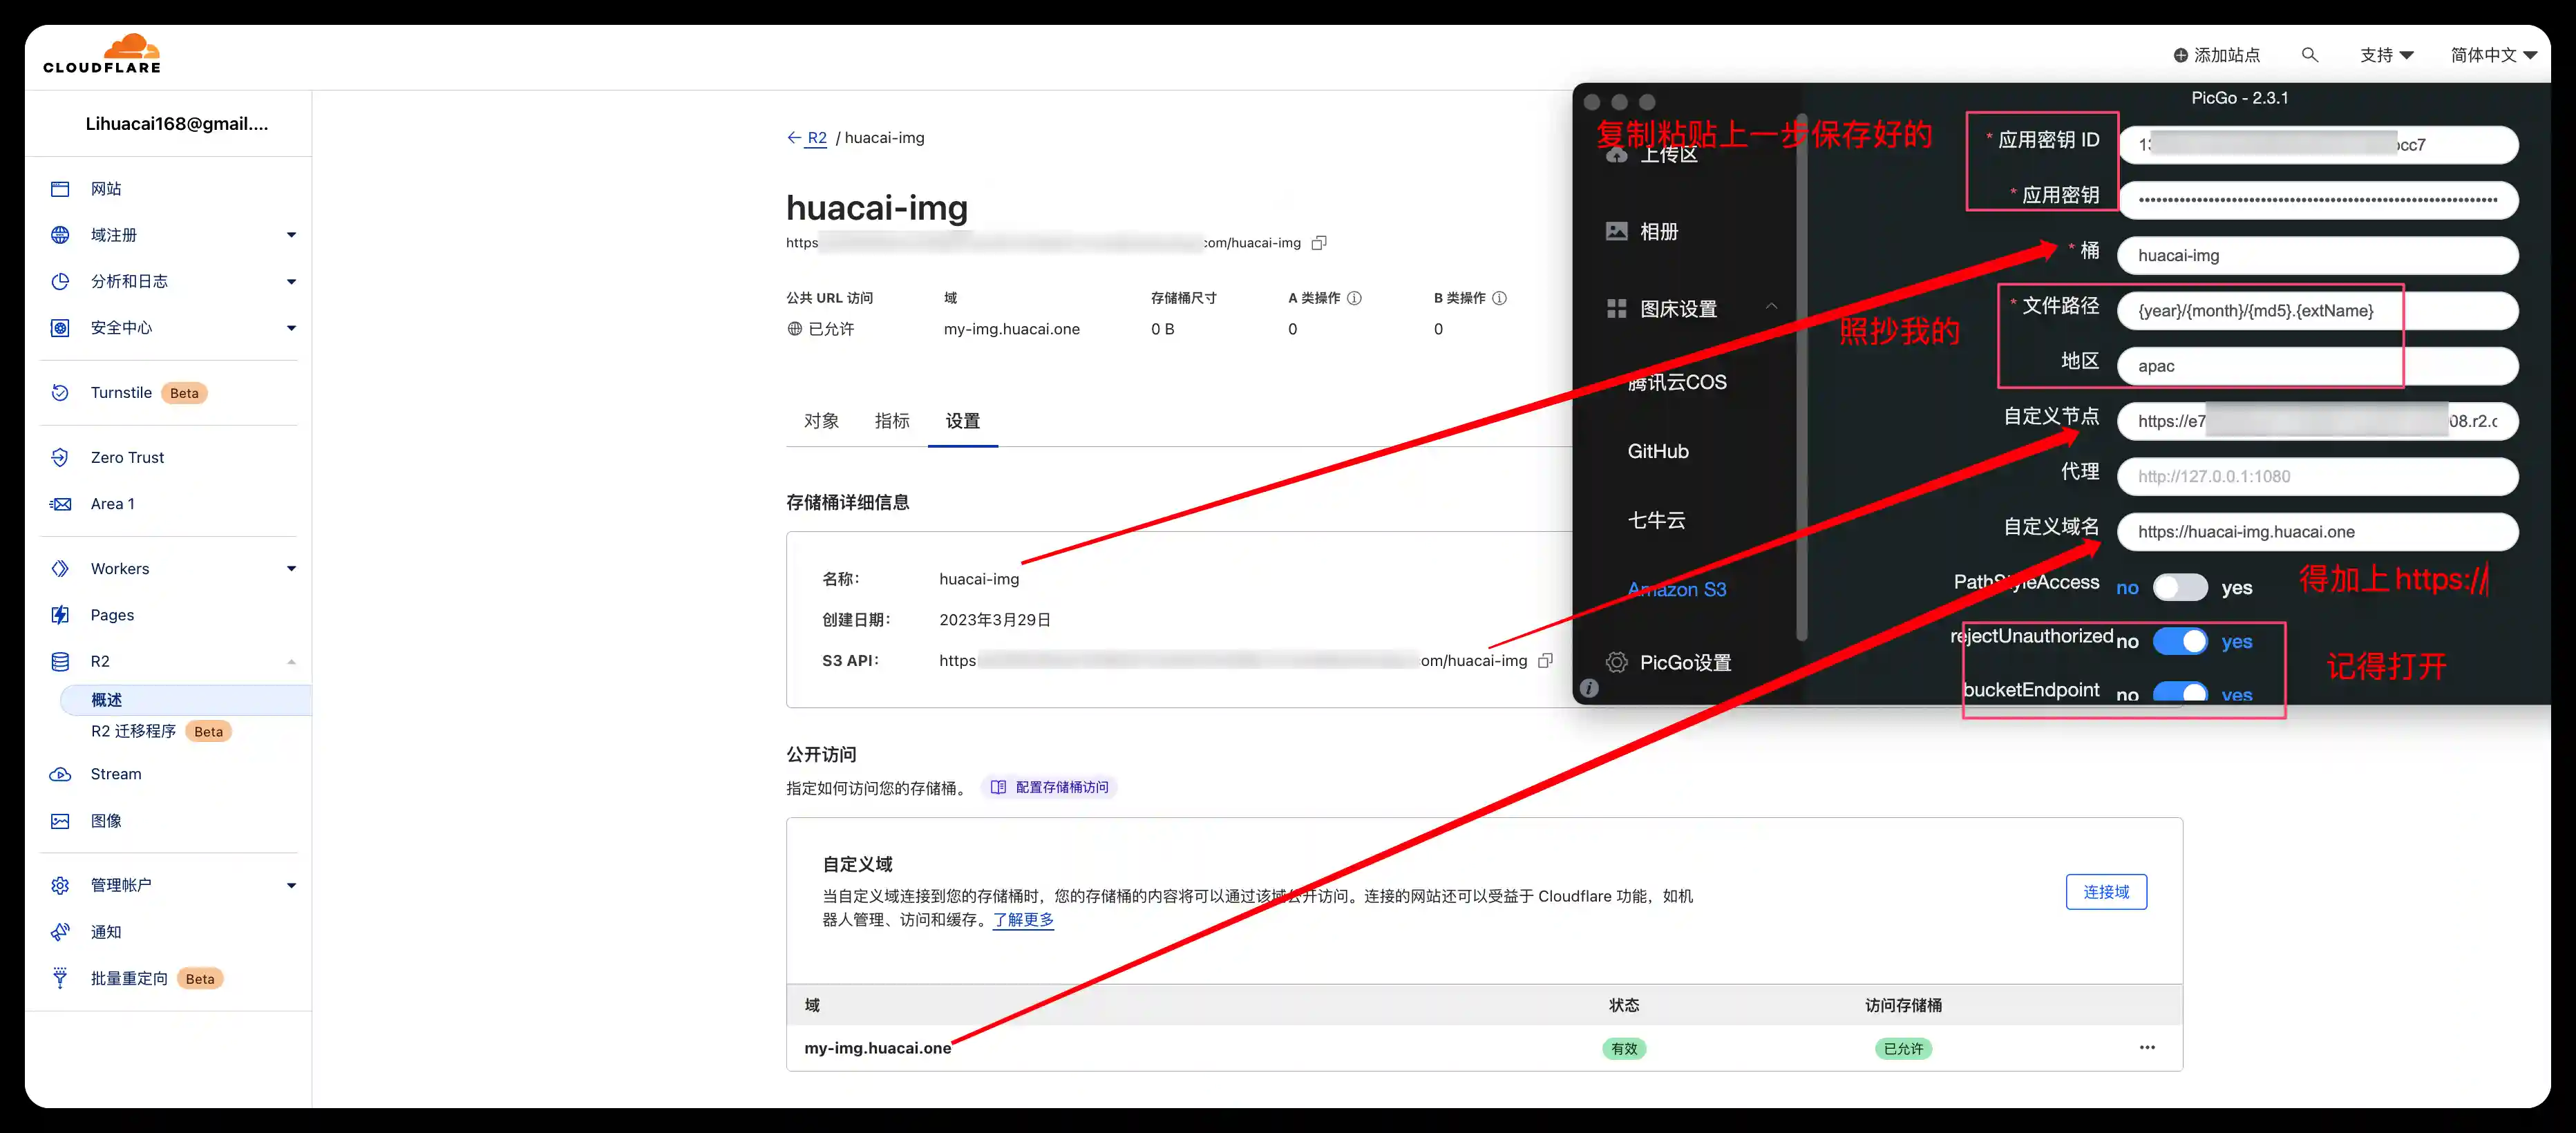 CLOUDFLARE
添加站点
支持
简体中文
Lihuacai168@gmail....
网站
域注册
分析和日志
安全中心
Turnstile Beta
Zero Trust
Area 1
Workers
Pages
R2
概述
R2 迁移程序 Beta
Stream
图像
管理帐户
通知
批量重定向 Beta
R2 / huacai-img
huacai-img
https
com/huacai-img
公共 URL 访问 域 存储桶尺寸 A 类操作 B 类操作
已允许 my-img.huacai.one 0 B 0 0
对象 指标 设置
存储桶详细信息
名称: huacai-img
创建日期: 2023年3月29日
S3 API: https om/huacai-img
公开访问
指定如何访问您的存储桶。 配置存储桶访问
自定义域
当自定义域连接到您的存储桶时，您的存储桶的内容将可以通过该域公开访问。连接的网站还可以受益于 Cloudflare 功能，如机
器人管理、访问和缓存。了解更多
连接域
域 状态 访问存储桶
my-img.huacai.one 有效 已允许
PicGo - 2.3.1
复制粘贴上一步保存好的
上传区
相册
图床设置
腾讯云COS
GitHub
七牛云
Amazon S3
PicGo设置
* 应用密钥 ID
cc7
* 应用密钥
* 桶 huacai-img
照抄我的
* 文件路径 {year}/{month}/{md5}.{extName}
地区 apac
自定义节点 https://e7 08.r2.c
代理 http://127.0.0.1:1080
自定义域名 https://huacai-img.huacai.one
PathStyleAccess no yes
得加上https://
rejectUnauthorized no yes
记得打开
bucketEndpoint no yes